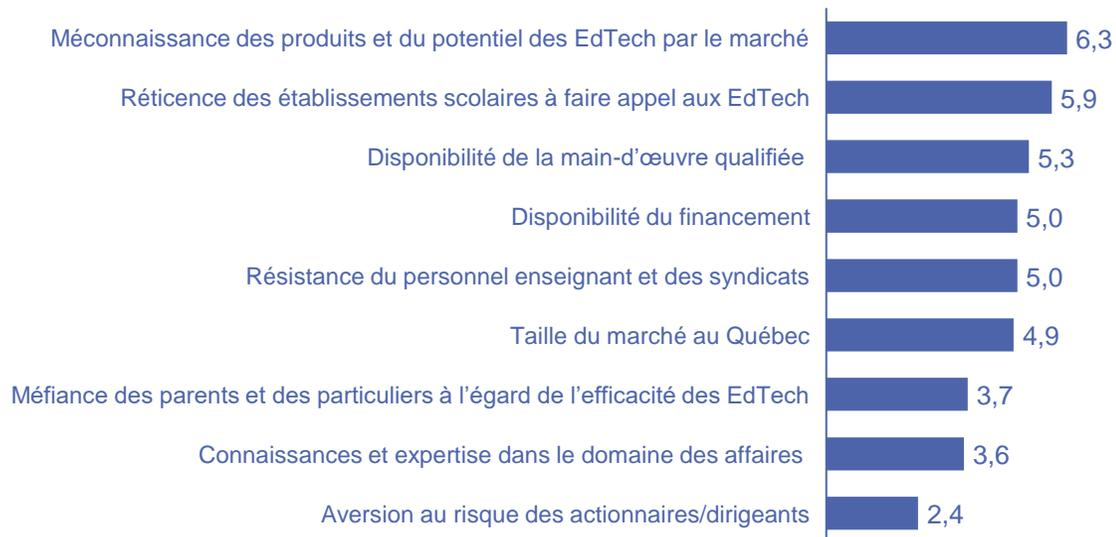 Méconnaissance des produits et du potentiel des EdTech par le marché 6,3
Réticence des établissements scolaires à faire appel aux EdTech 5,9
Disponibilité de la main-d’œuvre qualifiée 5,3
Disponibilité du financement 5,0
Résistance du personnel enseignant et des syndicats 5,0
Taille du marché au Québec 4,9
Méfiance des parents et des particuliers à l’égard de l’efficacité des EdTech 3,7
Connaissances et expertise dans le domaine des affaires 3,6
Aversion au risque des actionnaires/dirigeants 2,4